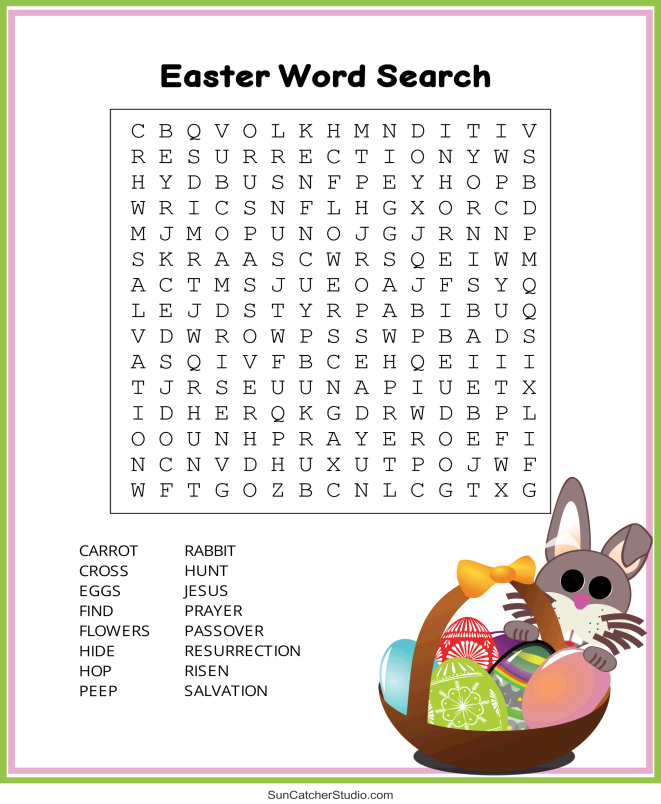 Easter Word Search
C B Q V O L K H M N D I T I V
R E S U R R E C T I O N Y W S
H Y D B U S N F P E Y H O P B
W R I C S N F L H G X O R C D
M J M O P U N O J G J R N N P
S K R A A S C W R S Q E I W M
A C T M S J U E O A J F S Y Q
L E J D S T Y R P A B I B U Q
V D W R O W P S S W P B A D S
A S Q I V F B C E H Q E I I I
T J R S E U U N A P I U E T X
I D H E R Q K G D R W D B P L
O O U N H P R A Y E R O E F I
N C N V D H U X U T P O J W F
W F T G O Z B C N L C G T X G
CARROT RABBIT
CROSS HUNT
EGGS JESUS
FIND PRAYER
FLOWERS PASSOVER
HIDE RESURRECTION
HOP RISEN
PEEP SALVATION
SunCatcherStudio.com